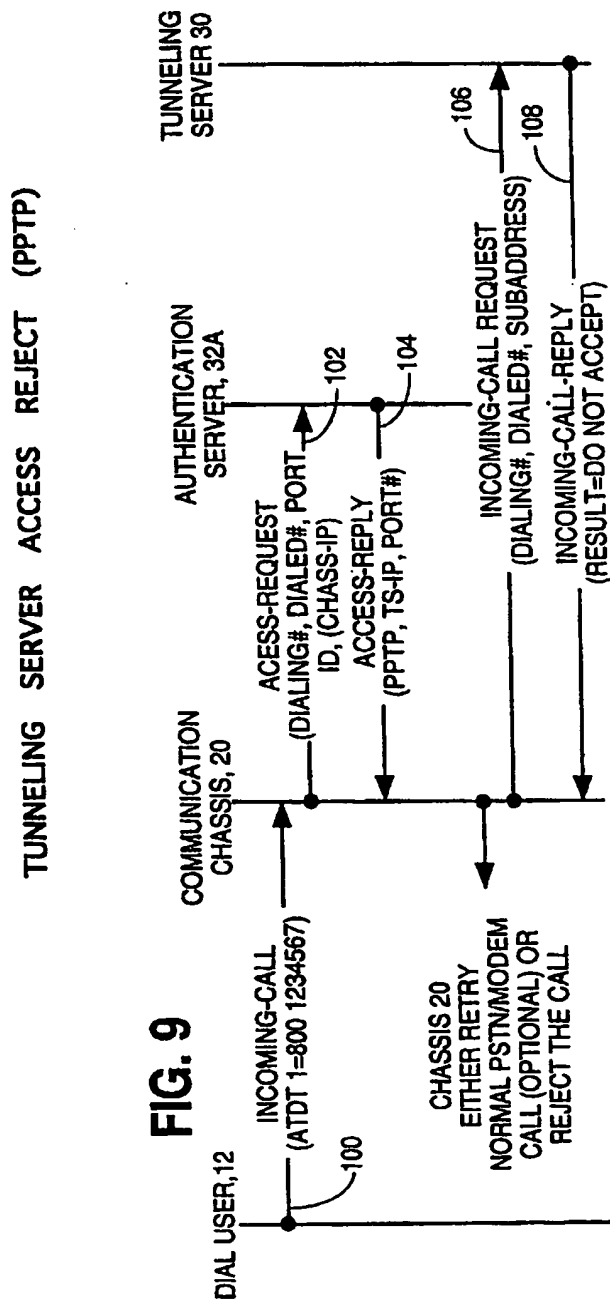 TUNNELING SERVER ACCESS REJECT (PPTP)
FIG. 9
DIAL USER,12
COMMUNICATION
CHASSIS, 20
AUTHENTICATION
SERVER, 32A
TUNNELING
SERVER 30
INCOMING-CALL
(ATDT 1=800 1234567)
100
ACESS-REQUEST
(DIALING#, DIALED#, PORT
ID, (CHASS-IP)
102
ACCESS-REPLY
(PPTP, TS-IP, PORT#)
104
CHASSIS 20
EITHER RETRY
NORMAL PSTN/MODEM
CALL (OPTIONAL) OR
REJECT THE CALL
INCOMING-CALL REQUEST
(DIALING#, DIALED#, SUBADDRESS)
106
INCOMING-CALL-REPLY
(RESULT=DO NOT ACCEPT)
108